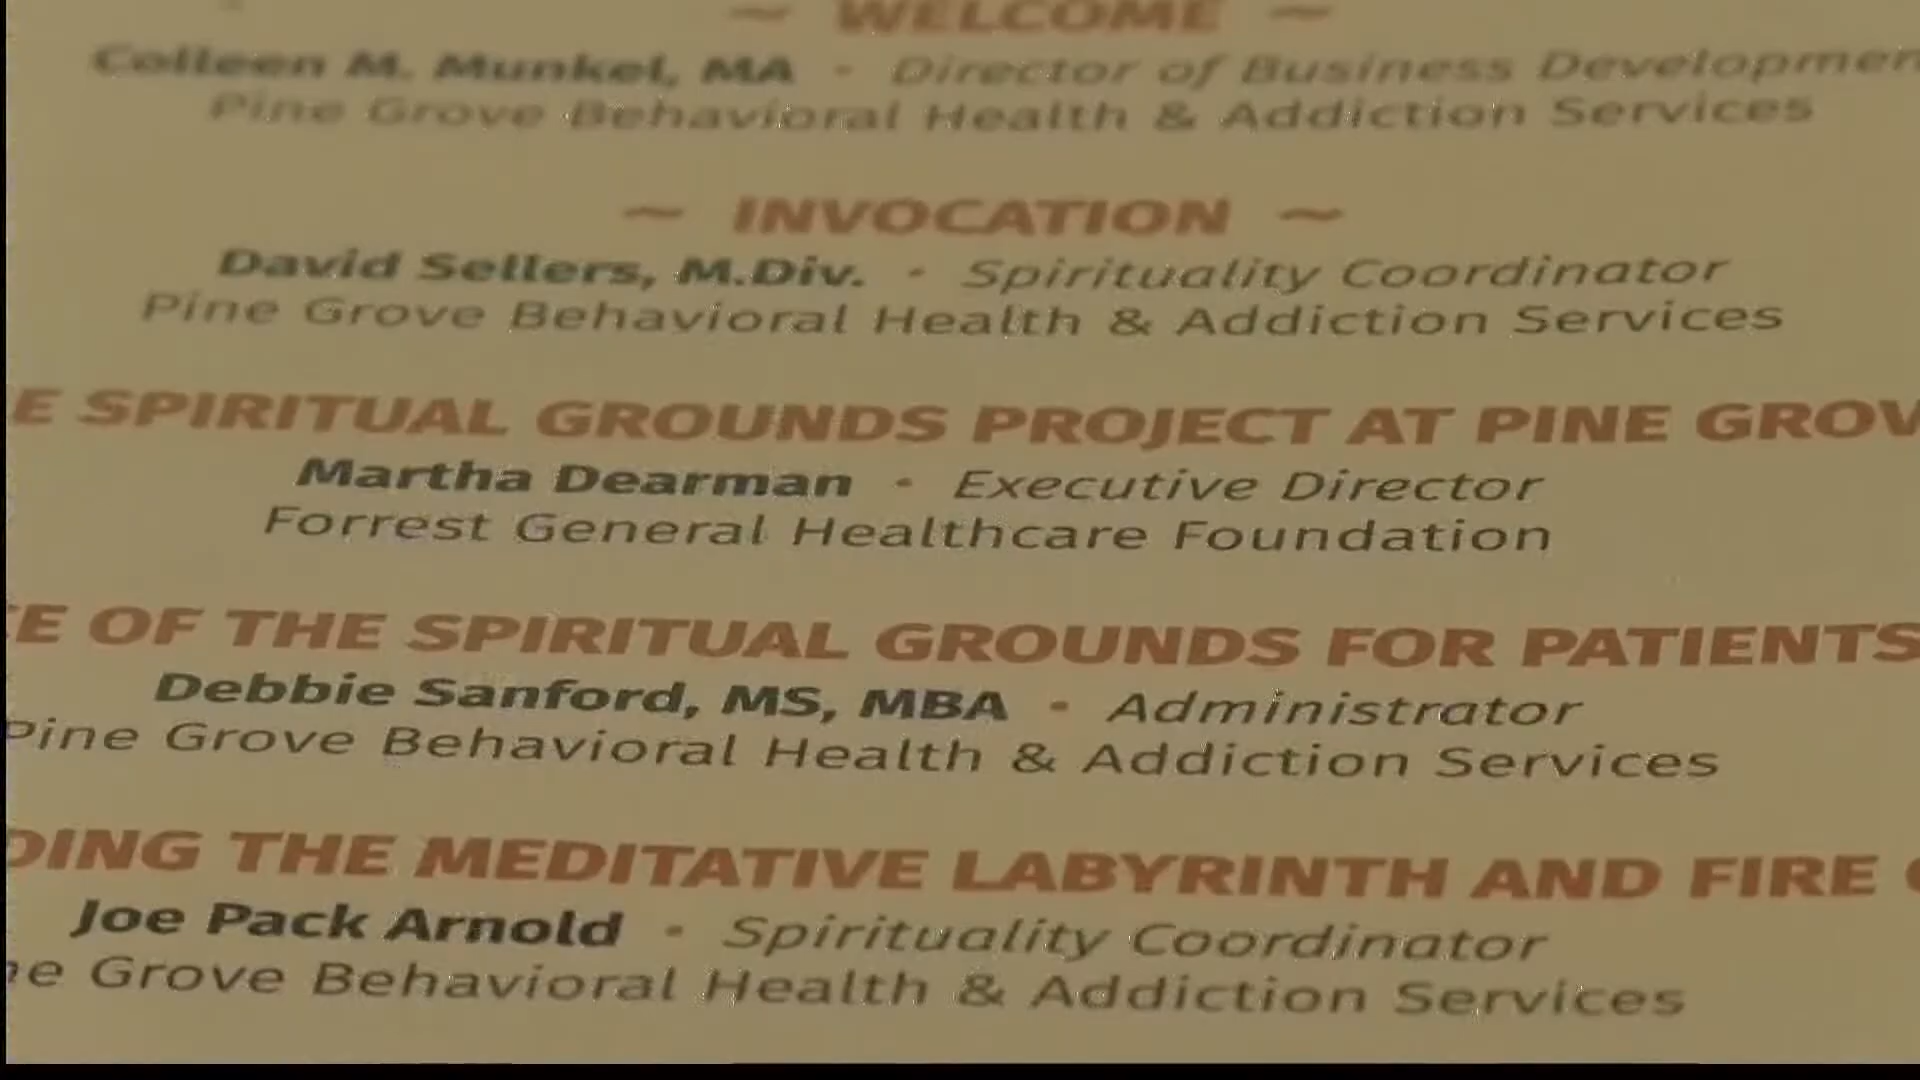 ~ WELCOME ~
Colleen M. Munkel, MA • Director of Business Developmen
Pine Grove Behavioral Health & Addiction Services
~ INVOCATION ~
David Sellers, M.Div. • Spirituality Coordinator
Pine Grove Behavioral Health & Addiction Services
E SPIRITUAL GROUNDS PROJECT AT PINE GROV
Martha Dearman • Executive Director
Forrest General Healthcare Foundation
CE OF THE SPIRITUAL GROUNDS FOR PATIENTS
Debbie Sanford, MS, MBA • Administrator
Pine Grove Behavioral Health & Addiction Services
DING THE MEDITATIVE LABYRINTH AND FIRE
Joe Pack Arnold • Spirituality Coordinator
ne Grove Behavioral Health & Addiction Services